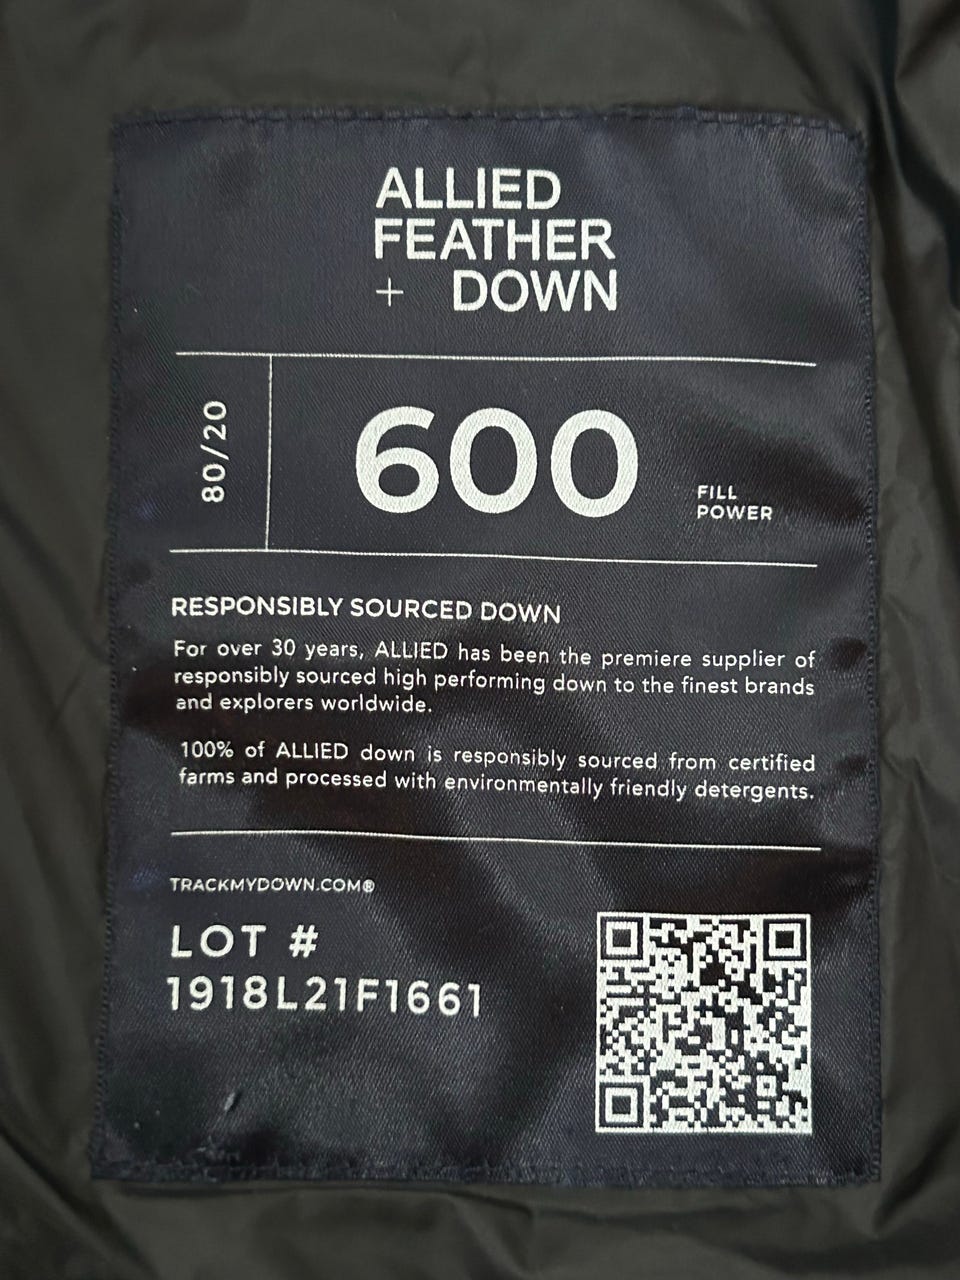 ALLIED
FEATHER
+ DOWN
80/20
600
FILL
POWER
RESPONSIBLY SOURCED DOWN
For over 30 years, ALLIED has been the premiere supplier of
responsibly sourced high performing down to the finest brands
and explorers worldwide.
100% of ALLIED down is responsibly sourced from certified
farms and processed with environmentally friendly detergents.
TRACKMYDOWN.COM®
LOT #
1918L21F1661